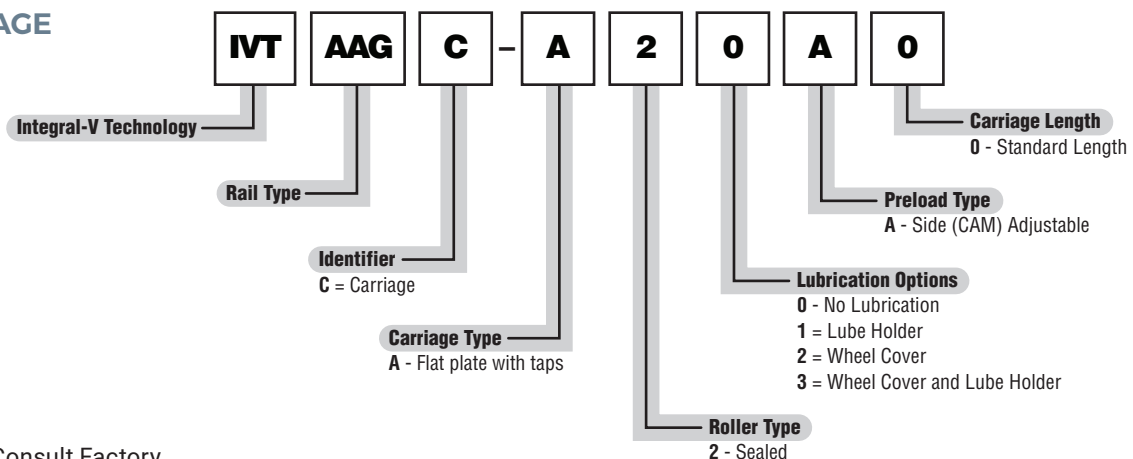 AGE
IVT AAG C – A 2 0 A 0
Integral-V Technology
Rail Type
Identifier
C = Carriage
Carriage Type
A - Flat plate with taps
Carriage Length
0 - Standard Length
Preload Type
A - Side (CAM) Adjustable
Lubrication Options
0 - No Lubrication
1 = Lube Holder
2 = Wheel Cover
3 = Wheel Cover and Lube Holder
Roller Type
2 - Sealed
Consult Factory